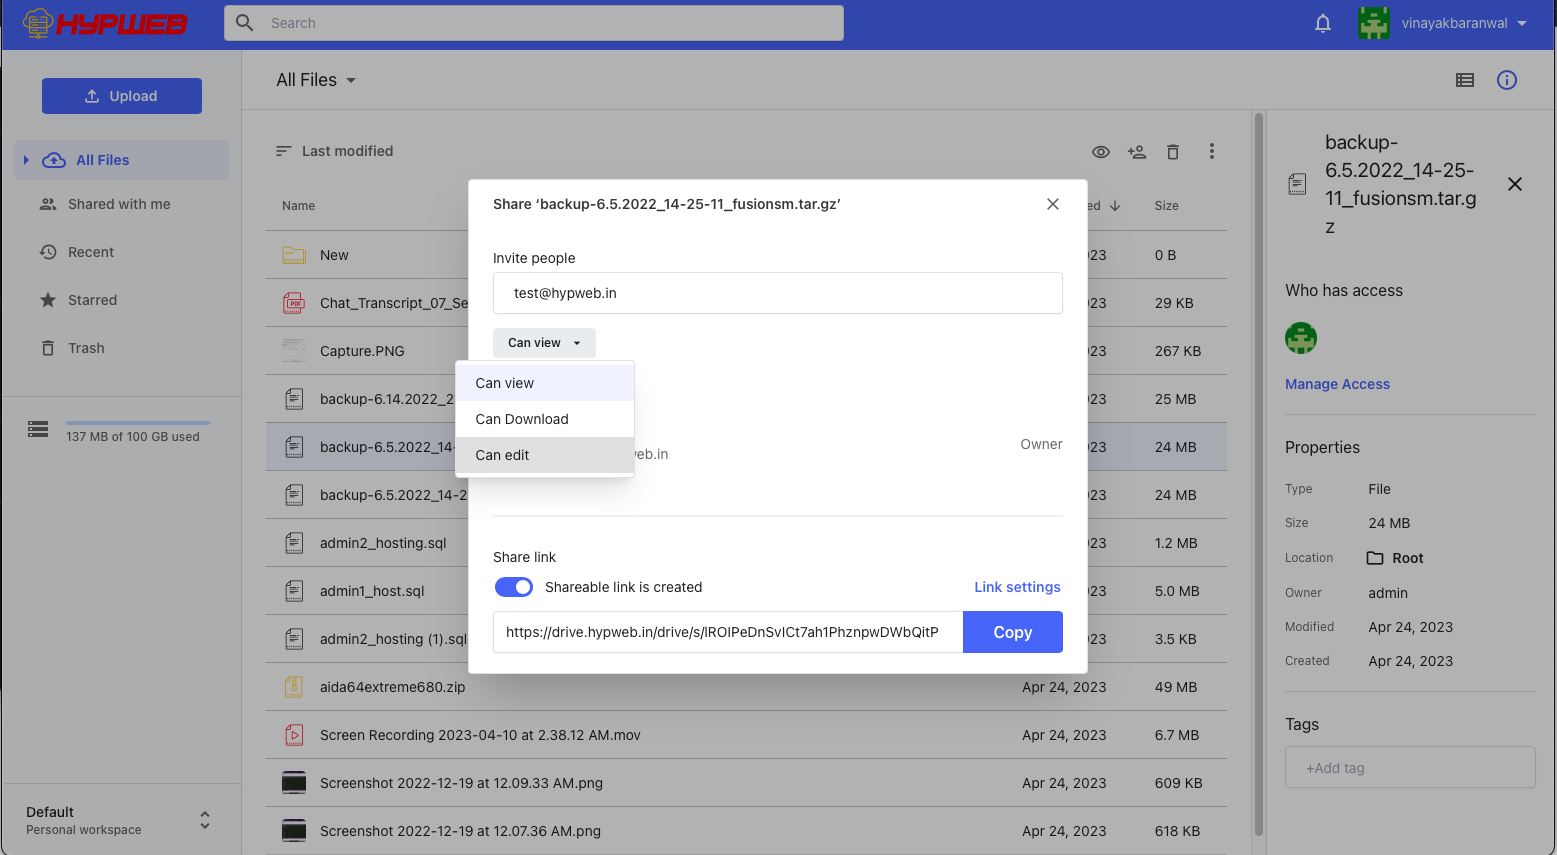 HYPWEB
Search
vinayakbaranwal
Upload
All Files
All Files
Shared with me
Recent
Starred
Trash
137 MB of 100 GB used
Default
Personal workspace
Last modified
Name
ed
Size
New
23
0 B
Chat_Transcript_07_Se
23
29 KB
Capture.PNG
23
267 KB
backup-6.14.2022_2
23
25 MB
backup-6.5.2022_14-
23
24 MB
backup-6.5.2022_14-2
23
24 MB
admin2_hosting.sql
23
1.2 MB
admin1_host.sql
23
5.0 MB
admin2_hosting (1).sql
23
3.5 KB
aida64extreme680.zip
Apr 24, 2023
49 MB
Screen Recording 2023-04-10 at 2.38.12 AM.mov
Apr 24, 2023
6.7 MB
Screenshot 2022-12-19 at 12.09.33 AM.png
Apr 24, 2023
609 KB
Screenshot 2022-12-19 at 12.07.36 AM.png
Apr 24, 2023
618 KB
Share ‘backup-6.5.2022_14-25-11_fusionsm.tar.gz’
Invite people
test@hypweb.in
Can view
Can view
Can Download
Can edit
eb.in
Owner
Share link
Shareable link is created
Link settings
https://drive.hypweb.in/drive/s/lROIPeDnSvICt7ah1PhznpwDWbQitP
Copy
backup-
6.5.2022_14-25-
11_fusionsm.tar.g
z
Who has access
Manage Access
Properties
Type
File
Size
24 MB
Location
Root
Owner
admin
Modified
Apr 24, 2023
Created
Apr 24, 2023
Tags
+Add tag